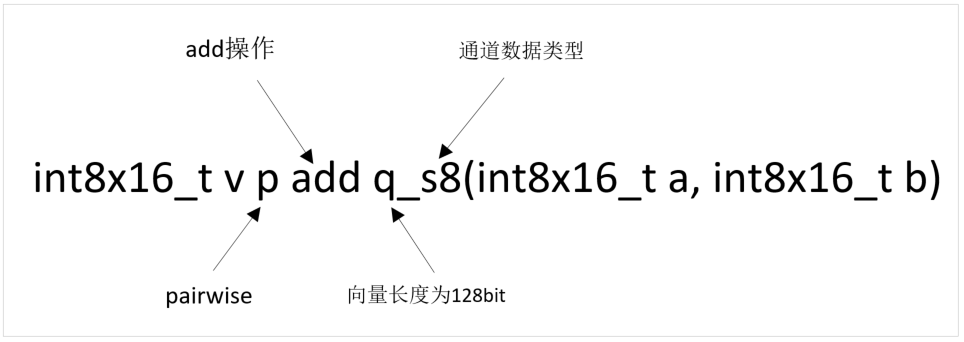 add操作
通道数据类型
int8x16_t v p add q_s8(int8x16_t a, int8x16_t b)
pairwise
向量长度为128bit